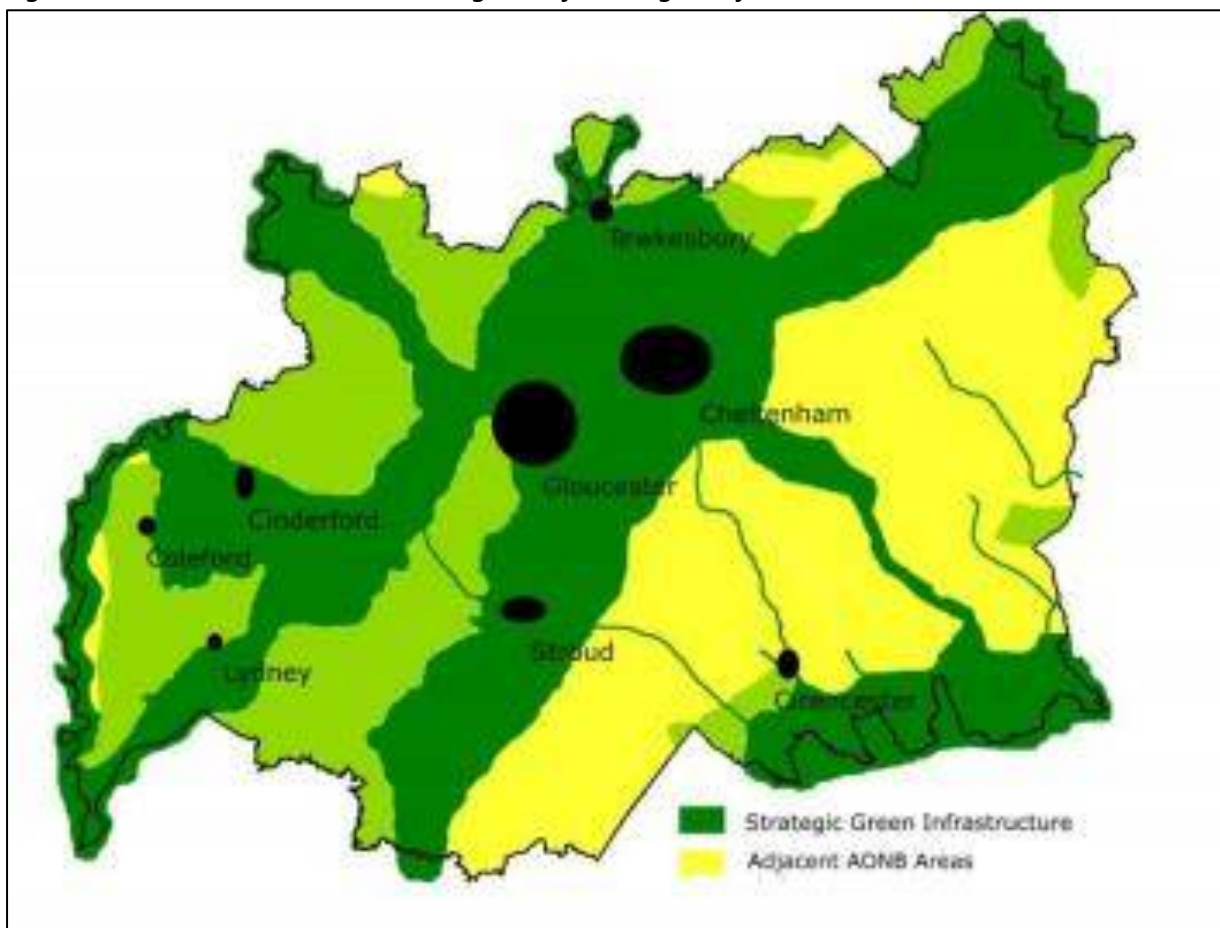 Tewkesbury
Cheltenham
Gloucester
Cinderford
Coleford
Stroud
Lydney
Cirencester
Strategic Green Infrastructure
Adjacent AONB Areas